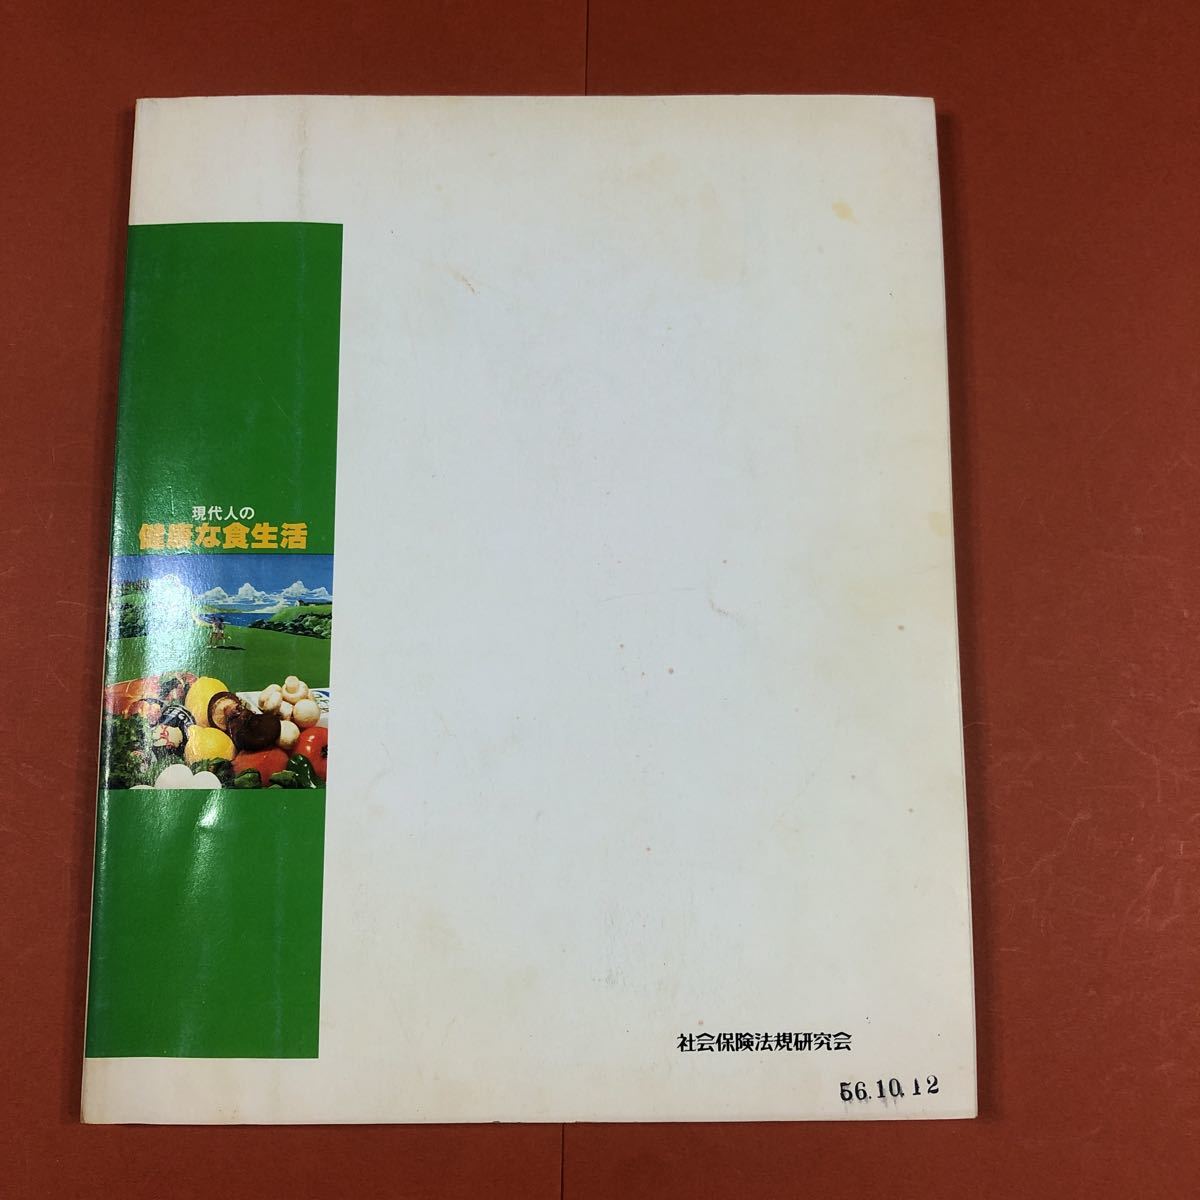 現代人の
健康な食生活
社会保険法規研究会
56.10.12